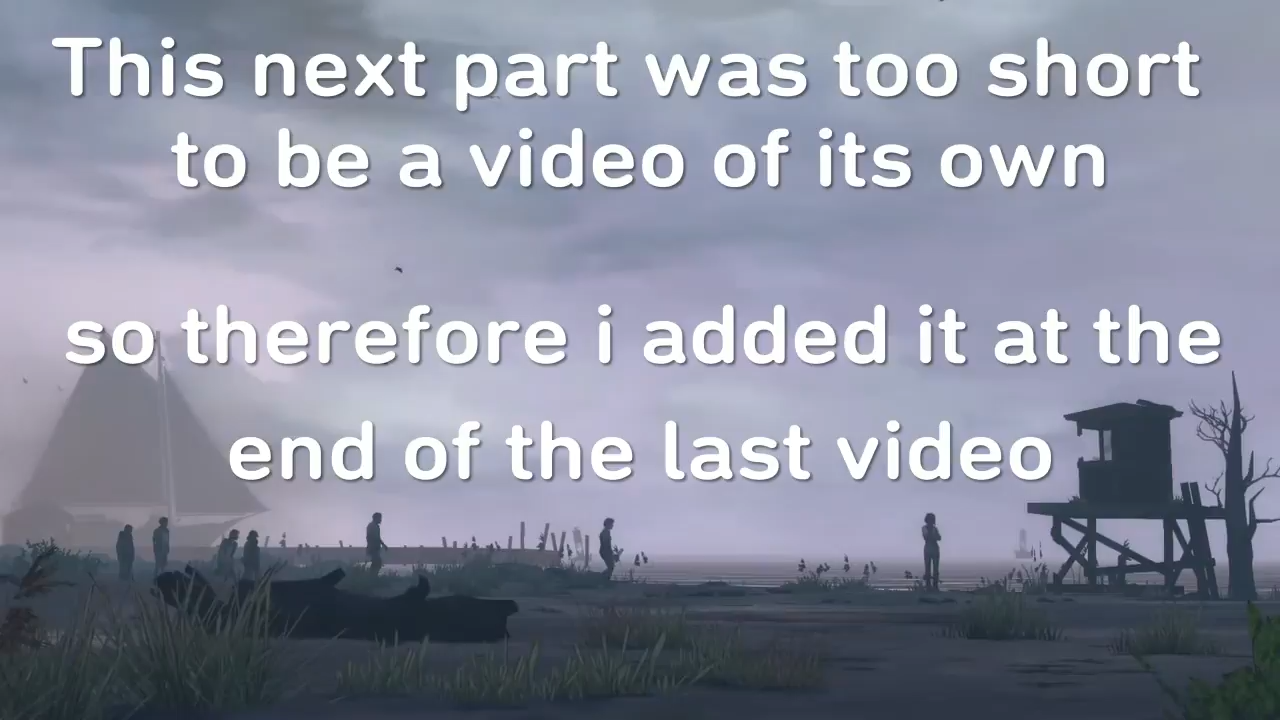 This next part was too short
to be a video of its own
so therefore i added it at the
end of the last video